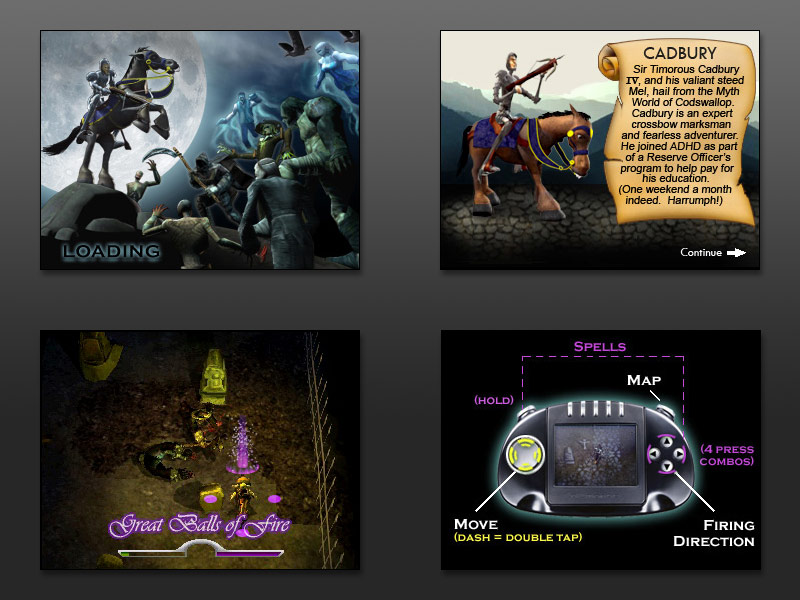 LOADING
CADBURY
Sir Timorous Cadbury
IV, and his valiant steed
Mel, hail from the Myth
World of Codswallop.
Cadbury is an expert
crossbow marksman
and fearless adventurer.
He joined ADHD as part
of a Reserve Officer's
program to help pay for
his education.
(One weekend a month
indeed. Harrumph!)
Continue
Great Balls of Fire
SPELLS
MAP
(HOLD)
(4 PRESS
COMBOS)
MOVE
(DASH = DOUBLE TAP)
FIRING
DIRECTION